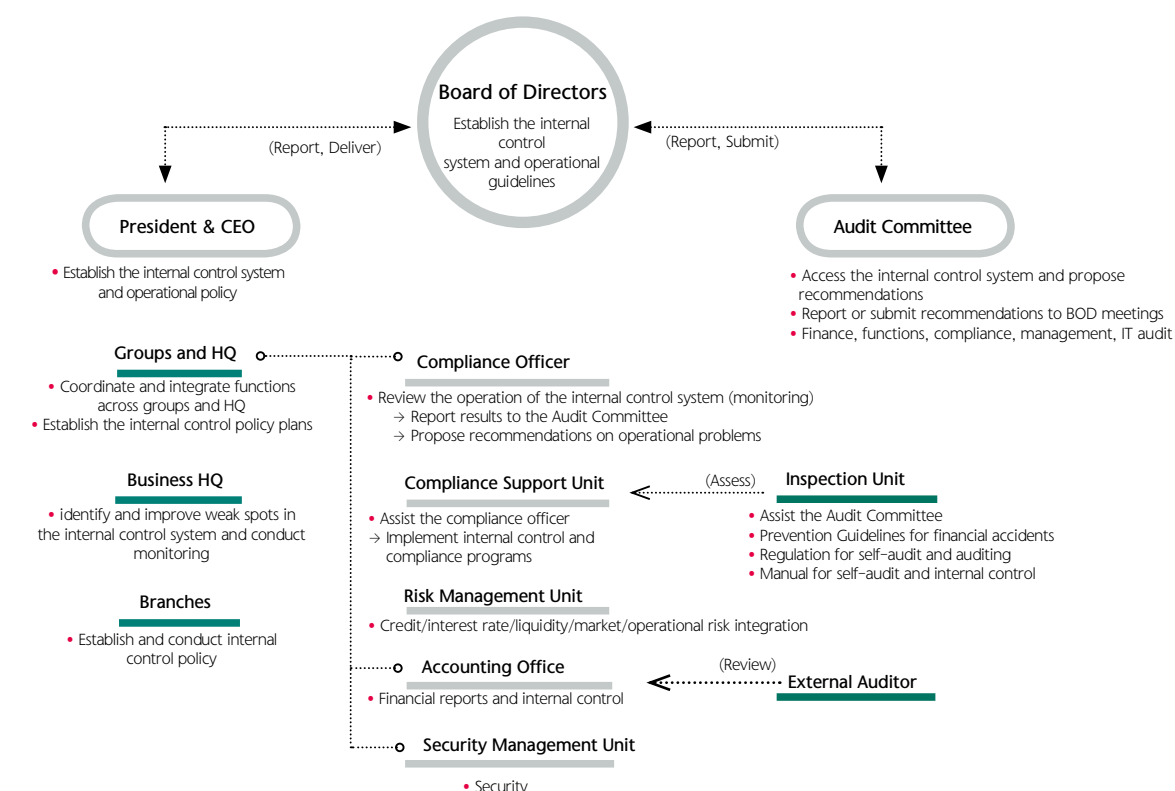 Board of Directors
Establish the internal
control
system and operational
guidelines
(Report, Deliver)
(Report, Submit)
President & CEO
• Establish the internal control system
and operational policy
Audit Committee
• Access the internal control system and propose
recommendations
• Report or submit recommendations to BOD meetings
• Finance, functions, compliance, management, IT audit
Groups and HQ
• Coordinate and integrate functions
across groups and HQ
• Establish the internal control policy plans
Compliance Officer
• Review the operation of the internal control system (monitoring)
→ Report results to the Audit Committee
→ Propose recommendations on operational problems
Business HQ
• identify and improve weak spots in
the internal control system and conduct
monitoring
Compliance Support Unit
• Assist the compliance officer
→ Implement internal control and
compliance programs
(Assess)
Inspection Unit
• Assist the Audit Committee
• Prevention Guidelines for financial accidents
• Regulation for self-audit and auditing
• Manual for self-audit and internal control
Branches
• Establish and conduct internal
control policy
Risk Management Unit
• Credit/interest rate/liquidity/market/operational risk integration
Accounting Office
• Financial reports and internal control
(Review)
External Auditor
Security Management Unit
• Security